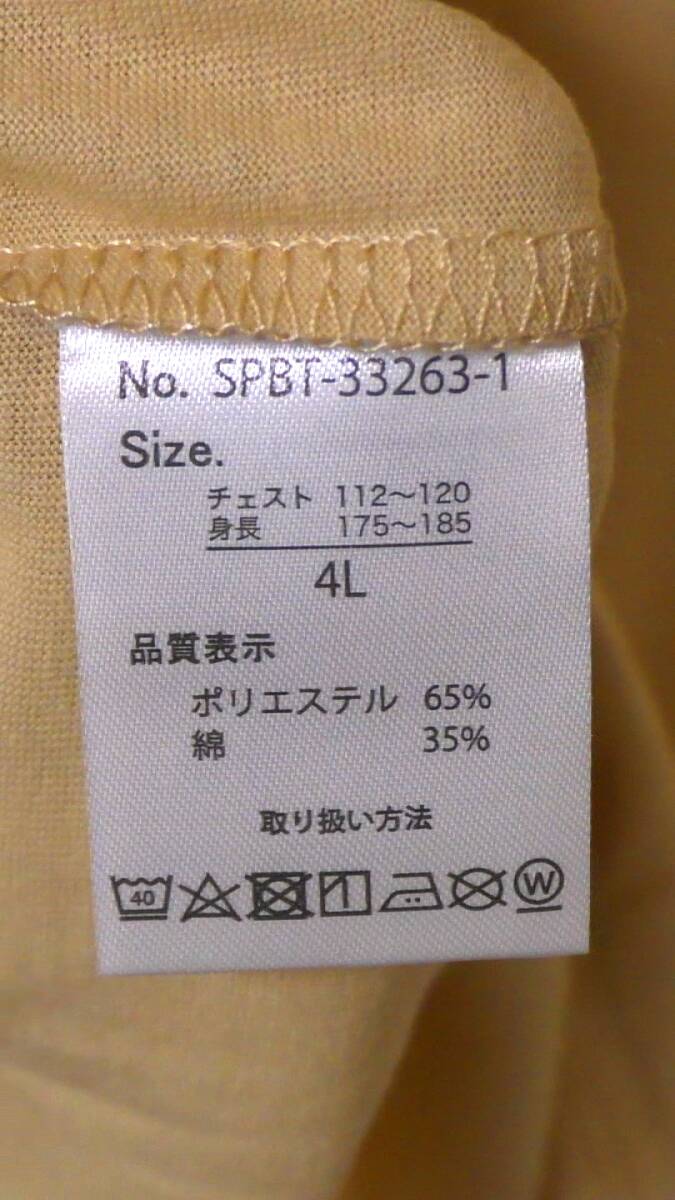 No. SPBT-33263-1
Size.
チェスト 112～120
身長 175～185
4L
品質表示
ポリエステル 65%
綿 35%
取り扱い方法
40 W